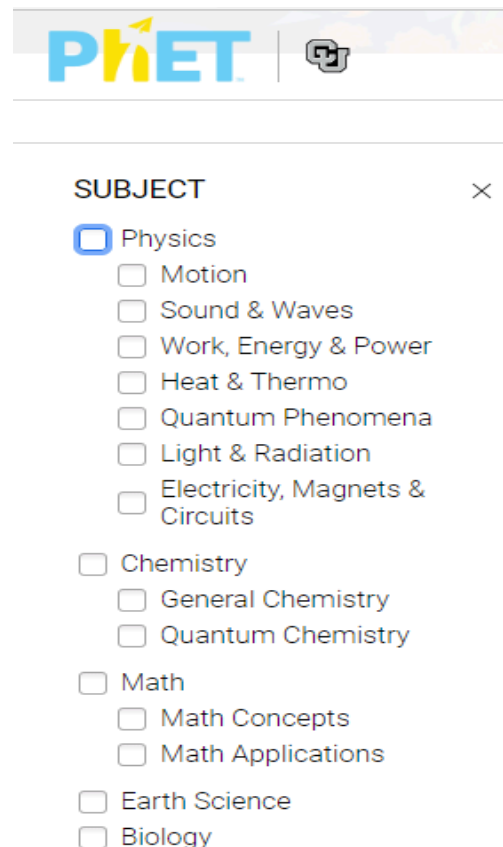 PhET
CU
SUBJECT
Physics
Motion
Sound & Waves
Work, Energy & Power
Heat & Thermo
Quantum Phenomena
Light & Radiation
Electricity, Magnets &
Circuits
Chemistry
General Chemistry
Quantum Chemistry
Math
Math Concepts
Math Applications
Earth Science
Biology